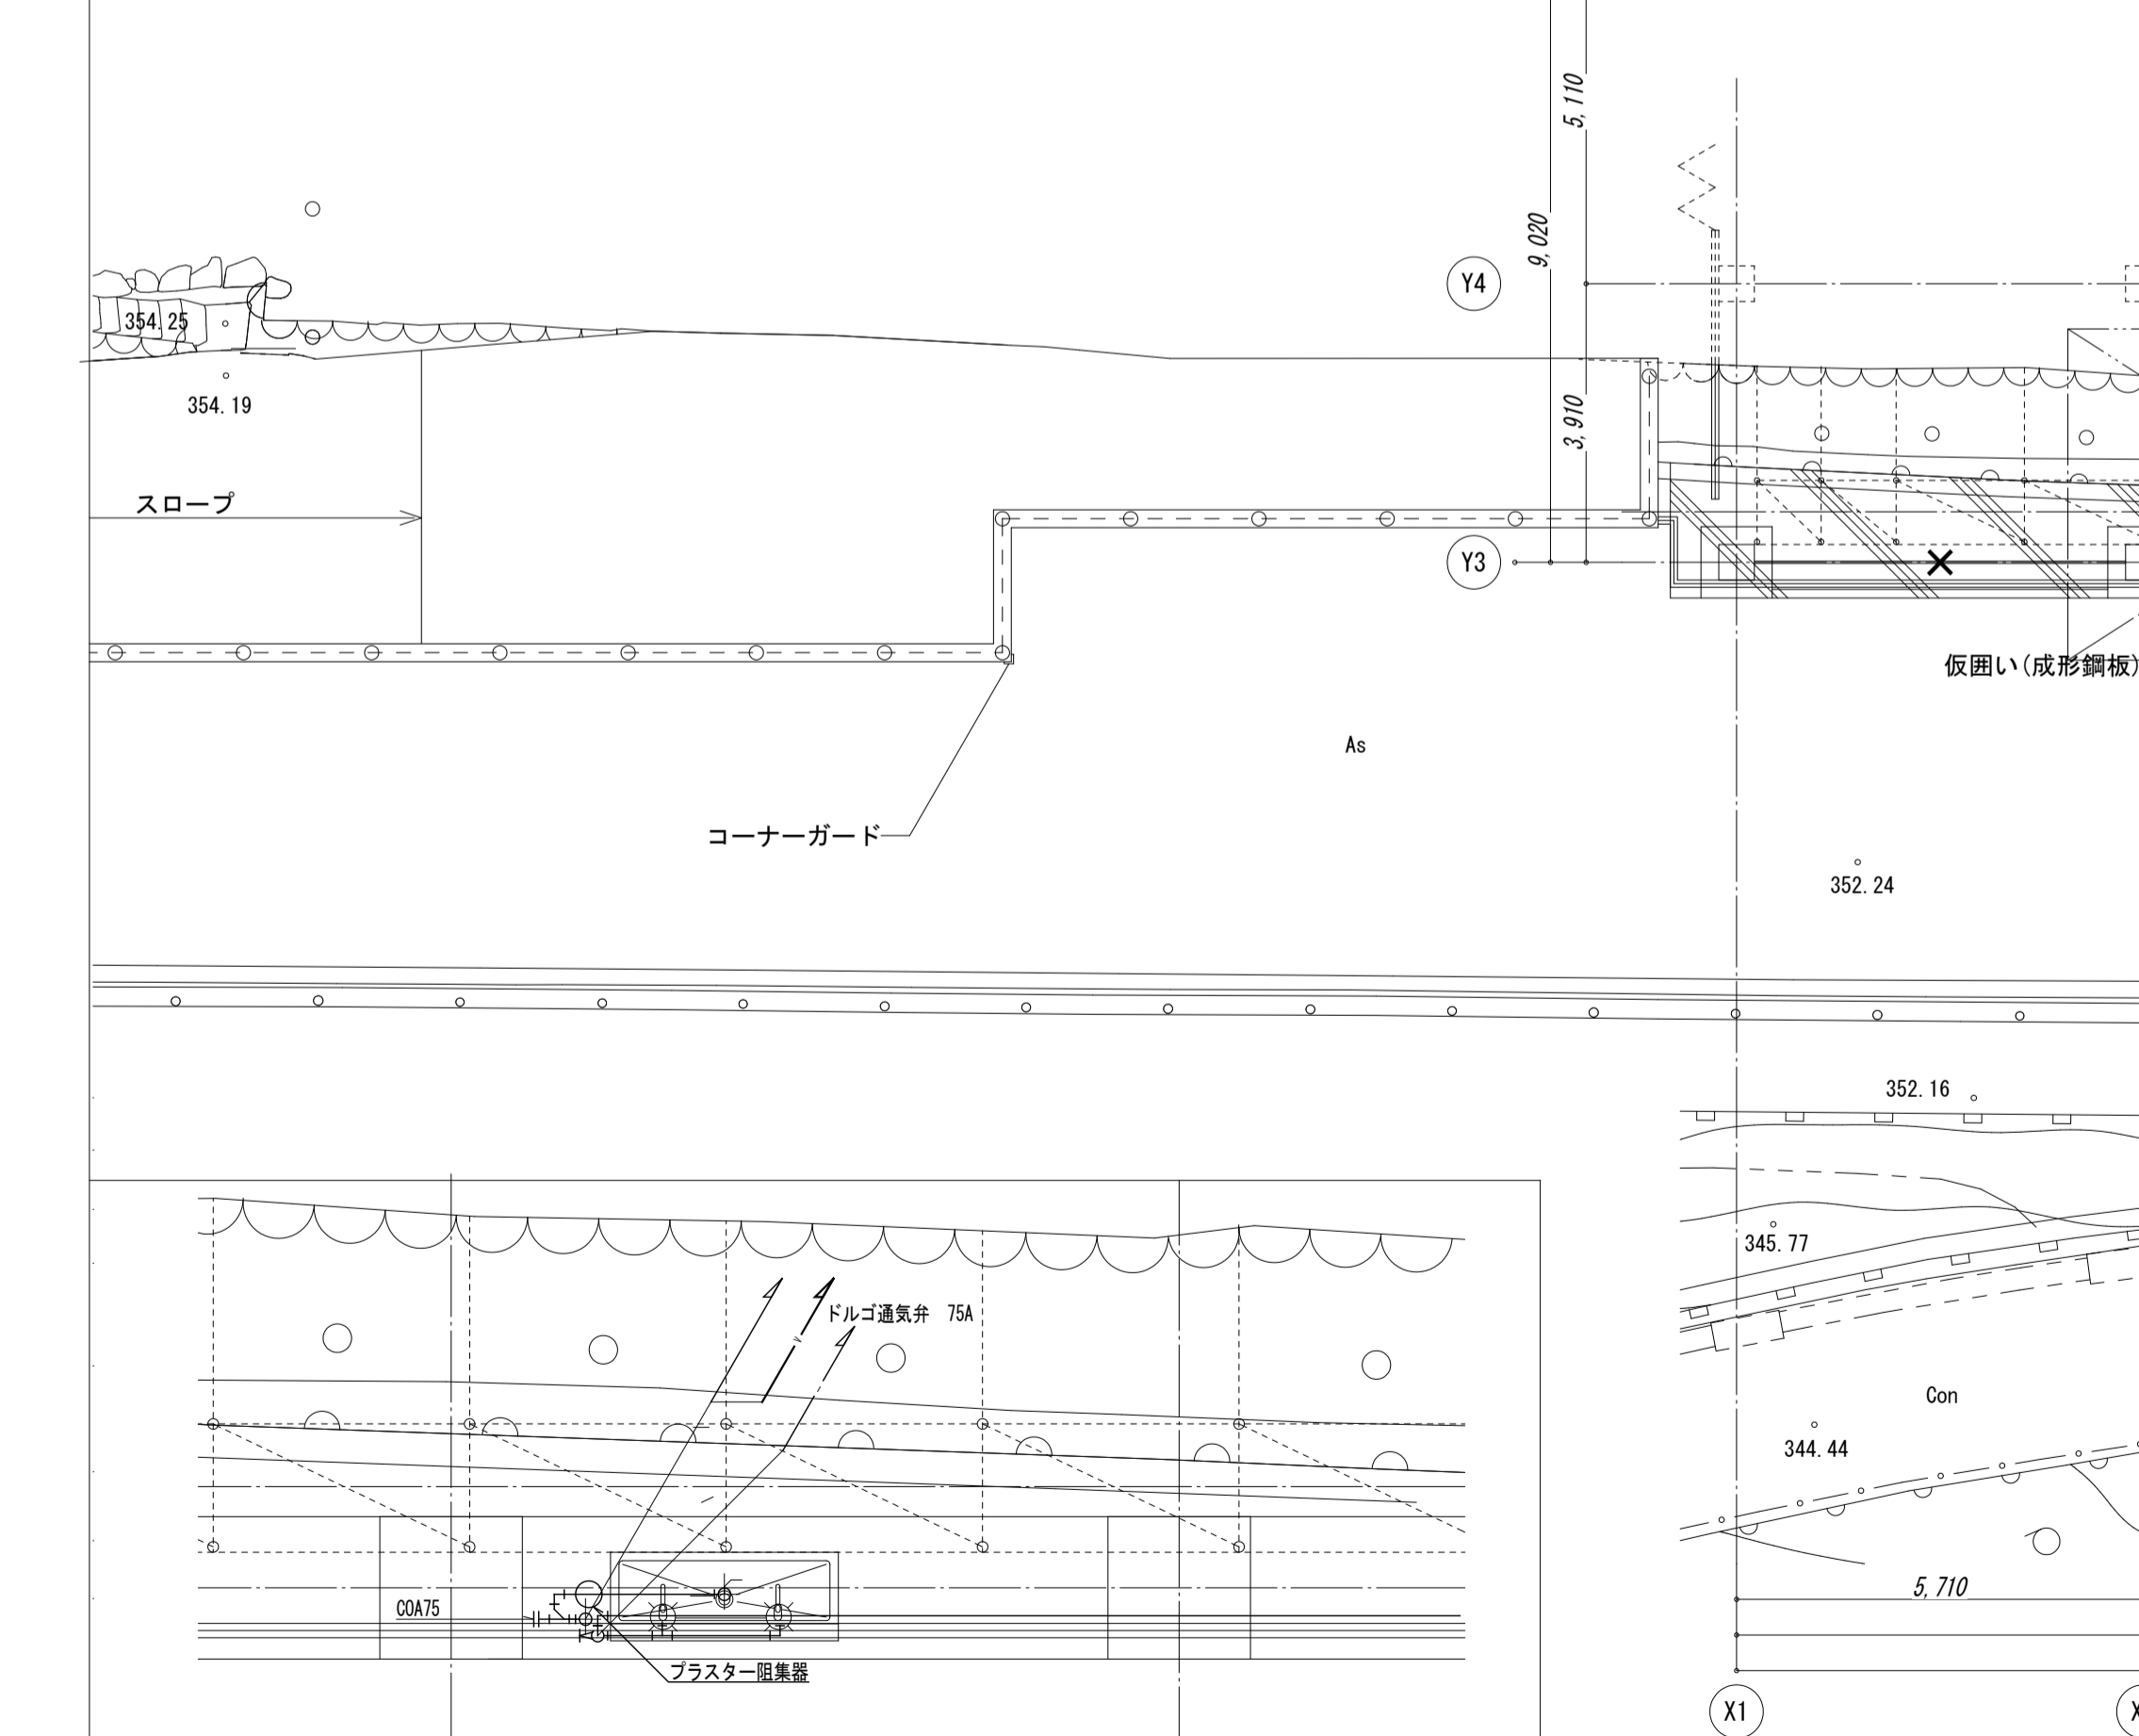 5,110
9,020
Y4
354.25
354.19
3,910
スロープ
Y3
仮囲い(成形鋼板)
As
コーナーガード
352.24
352.16
345.77
ドルゴ通気弁 75A
Con
344.44
5,710
COA75
プラスター阻集器
X1